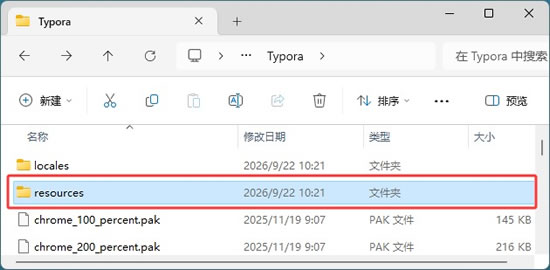 Typora
Typora
在 Typora 中搜索
新建
排序
预览
名称 修改日期 类型 大小
locales 2026/9/22 10:21 文件夹
resources 2026/9/22 10:21 文件夹
chrome_100_percent.pak 2025/11/19 9:07 PAK 文件 145 KB
chrome_200_percent.pak 2025/11/19 9:07 PAK 文件 216 KB